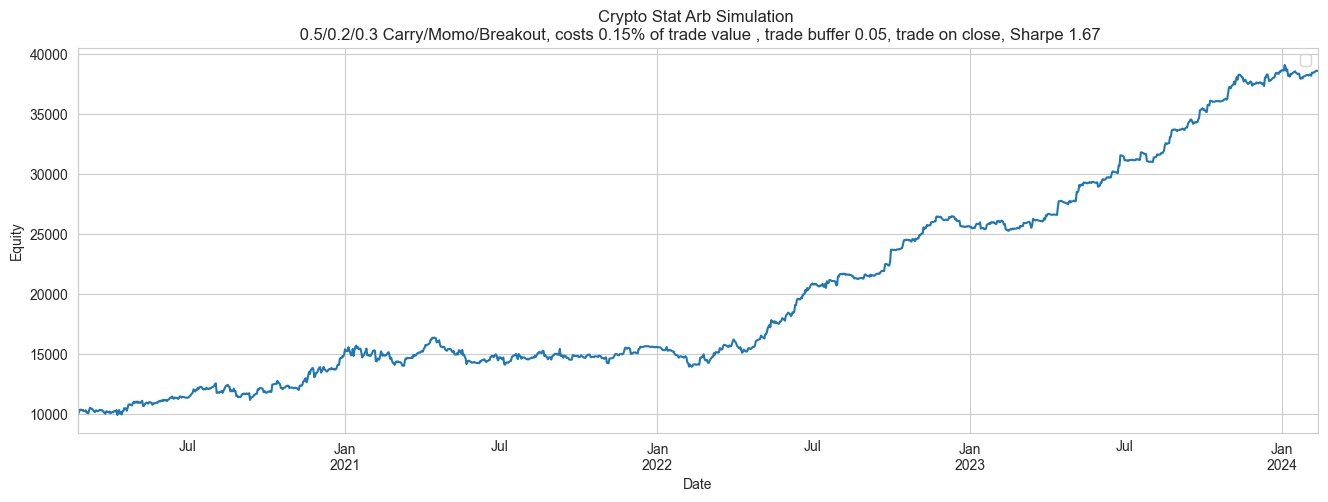 Crypto Stat Arb Simulation
0.5/0.2/0.3 Carry/Momo/Breakout, costs 0.15% of trade value , trade buffer 0.05, trade on close, Sharpe 1.67
40000
35000
30000
25000
20000
15000
10000
Equity
Jul
Jan
2021
Jul
Jan
2022
Jul
Jan
2023
Jul
Jan
2024
Date